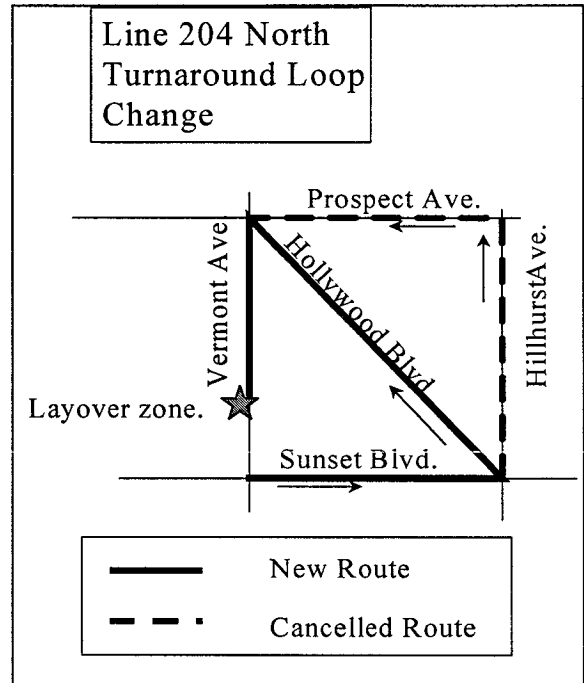 Line 204 North
Turnaround Loop
Change
Prospect Ave.
Vermont Ave
Hollywood Blvd
HillhurstAve.
Layover zone.
Sunset Blvd.
New Route
Cancelled Route